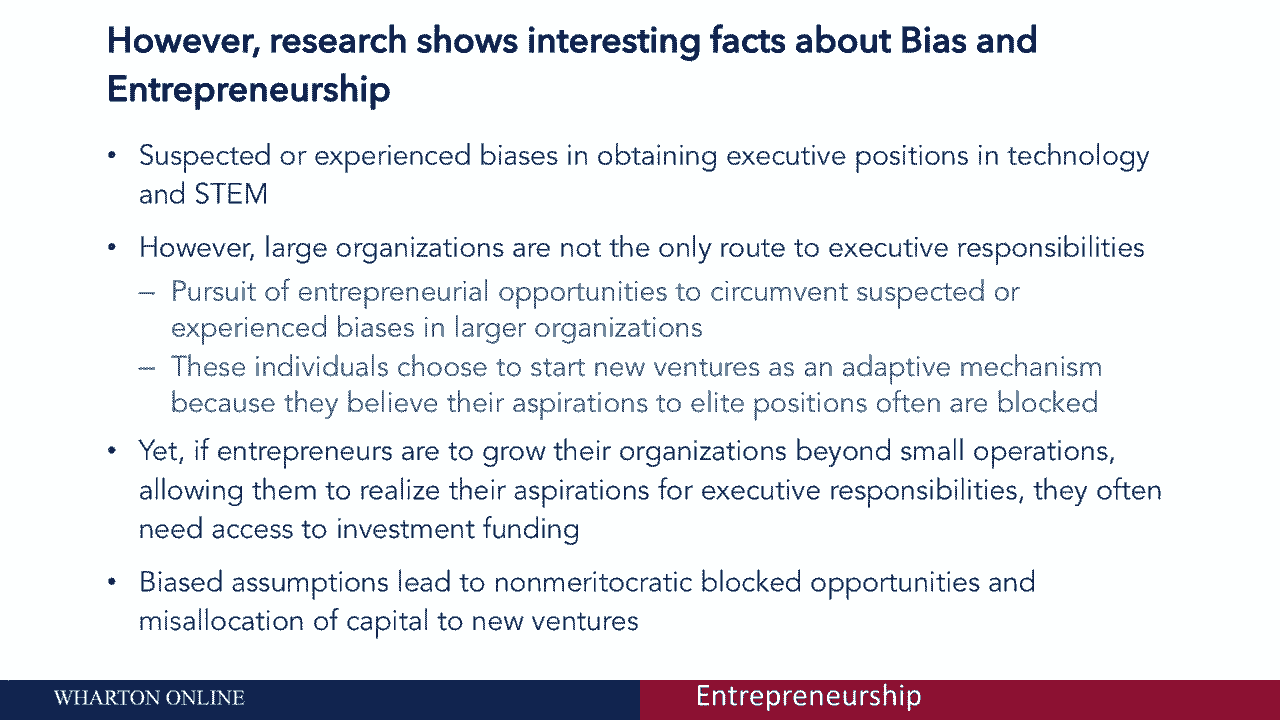 However, research shows interesting facts about Bias and
Entrepreneurship
• Suspected or experienced biases in obtaining executive positions in technology
and STEM
• However, large organizations are not the only route to executive responsibilities
– Pursuit of entrepreneurial opportunities to circumvent suspected or
experienced biases in larger organizations
– These individuals choose to start new ventures as an adaptive mechanism
because they believe their aspirations to elite positions often are blocked
• Yet, if entrepreneurs are to grow their organizations beyond small operations,
allowing them to realize their aspirations for executive responsibilities, they often
need access to investment funding
• Biased assumptions lead to nonmeritocratic blocked opportunities and
misallocation of capital to new ventures
WHARTON ONLINE
Entrepreneurship